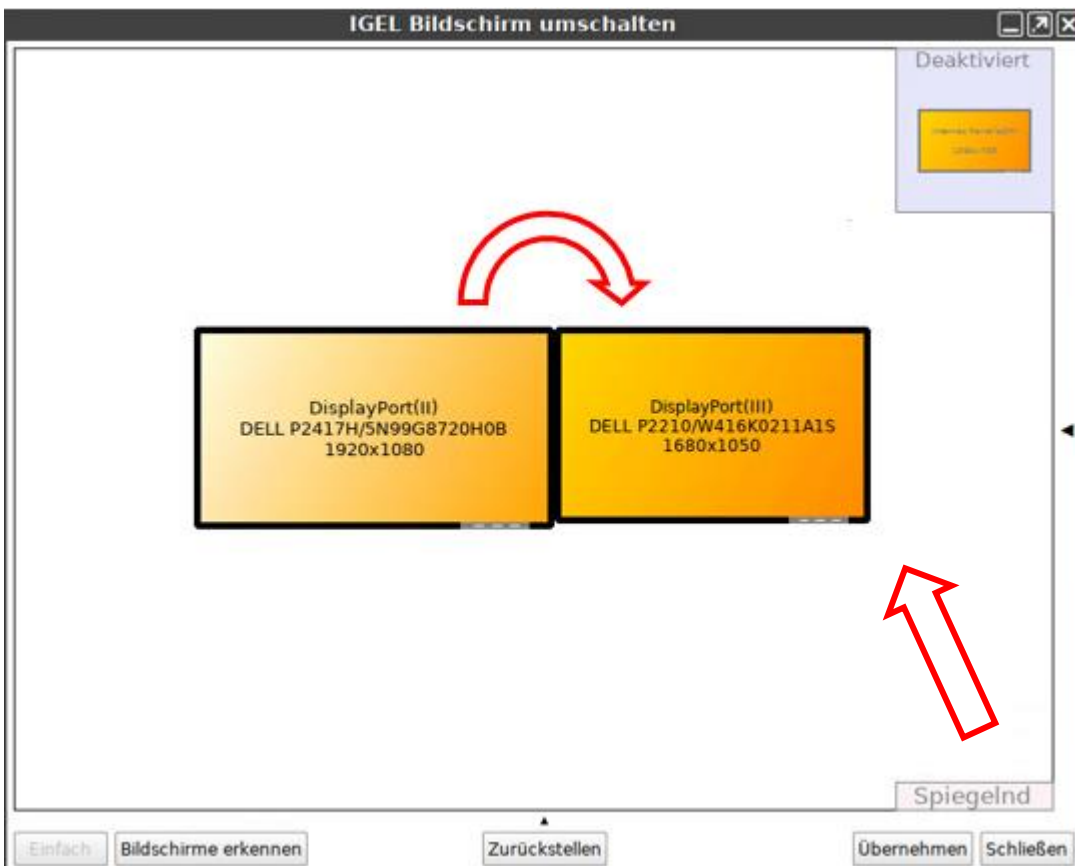 IGEL Bildschirm umschalten
Deaktiviert
DisplayPort(II)
DELL P2417H/5N99G8720H0B
1920x1080
DisplayPort(III)
DELL P2210/W416K0211A1S
1680x1050
Spiegelnd
Einfach
Bildschirme erkennen
Zurückstellen
Übernehmen
Schließen